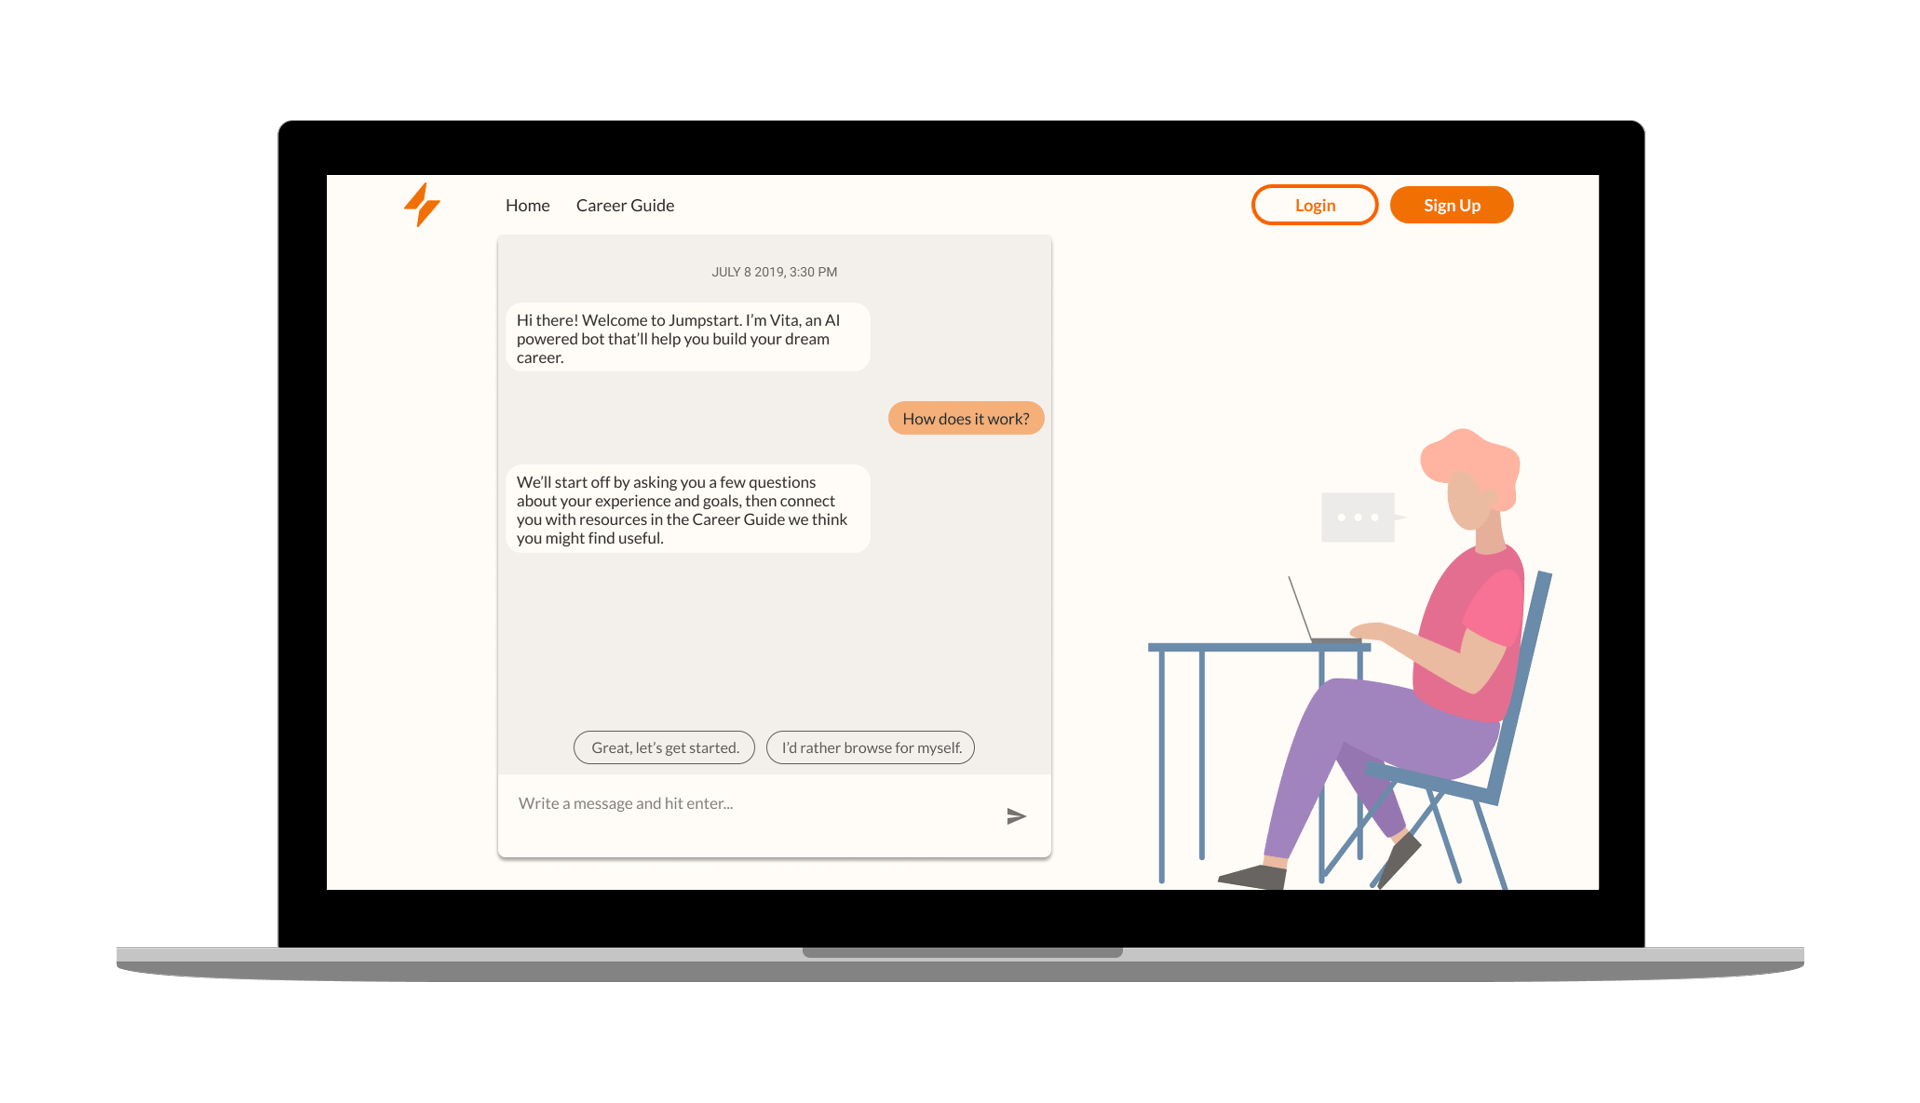 Home Career Guide Login Sign Up
JULY 8 2019, 3:30 PM
Hi there! Welcome to Jumpstart. I’m Vita, an AI
powered bot that’ll help you build your dream
career.
How does it work?
We’ll start off by asking you a few questions
about your experience and goals, then connect
you with resources in the Career Guide we think
you might find useful.
Great, let’s get started. I’d rather browse for myself.
Write a message and hit enter...